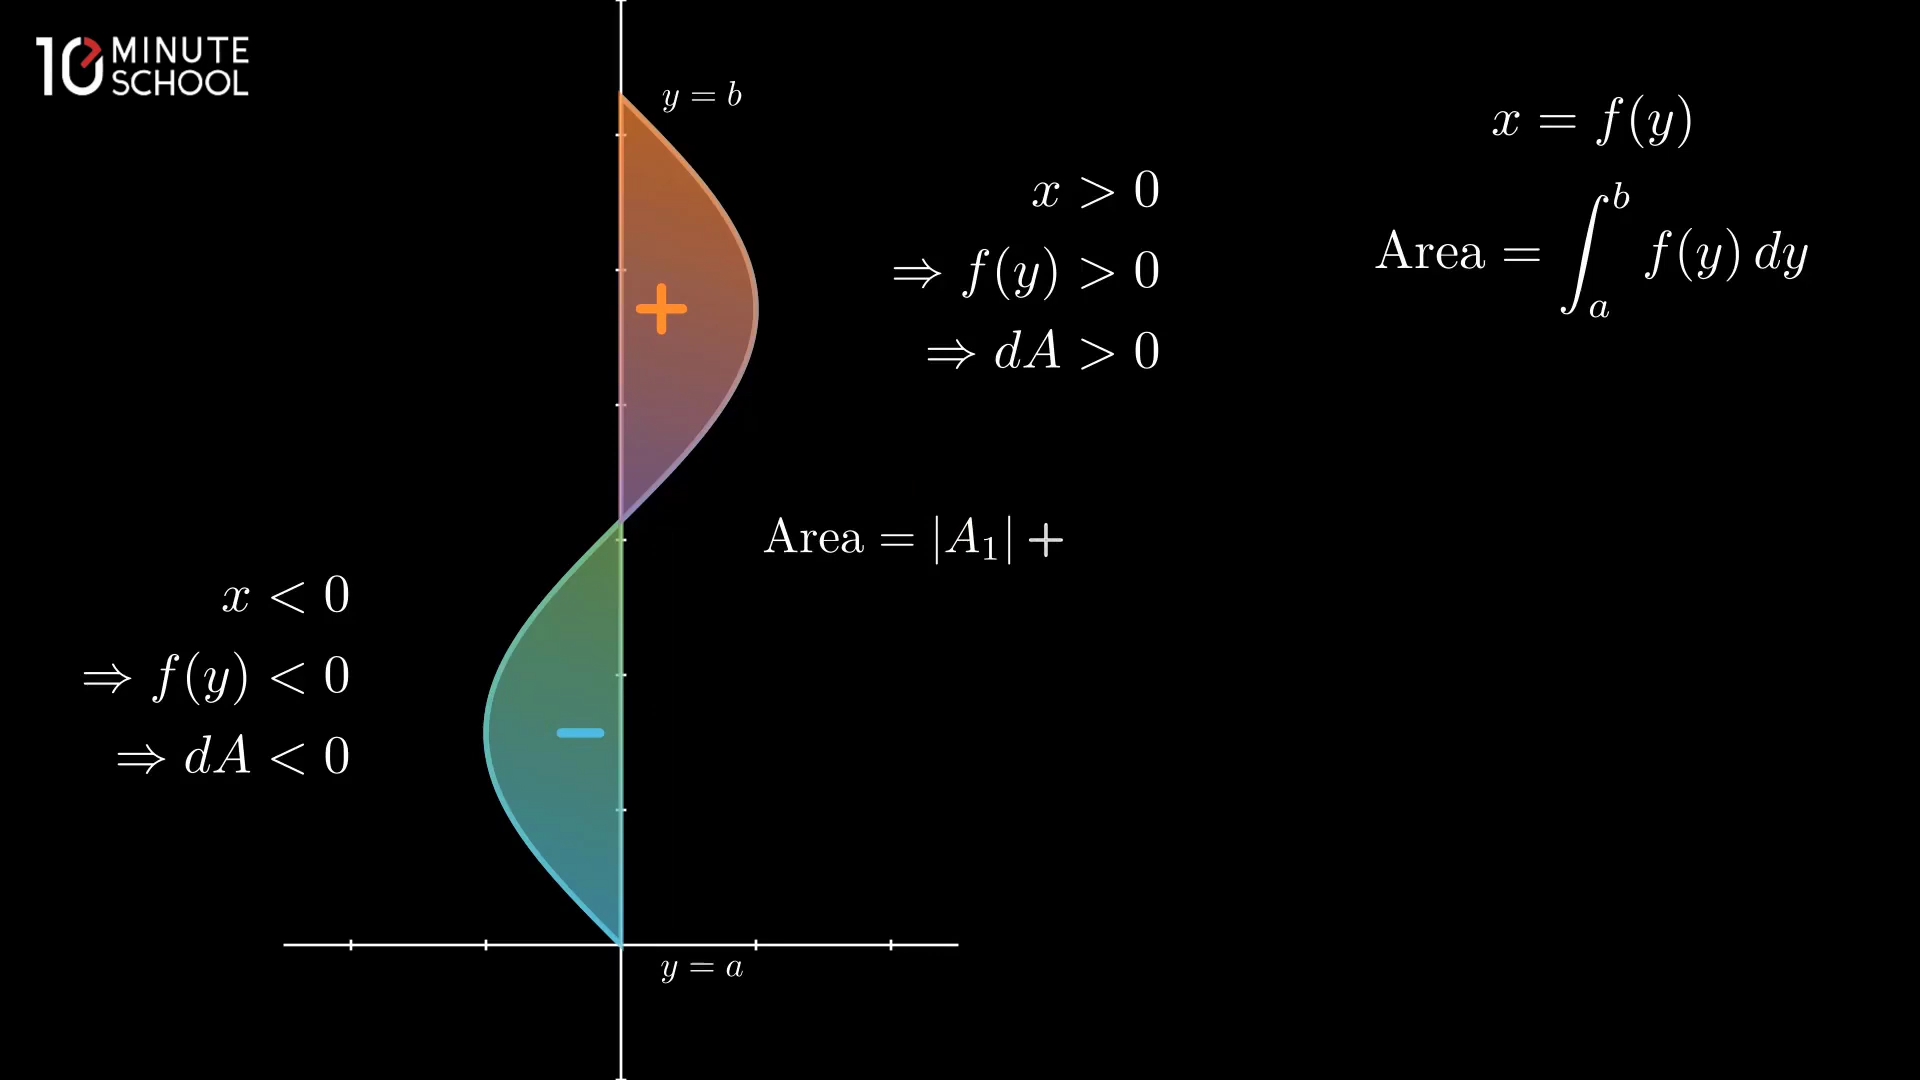 10 MINUTE
SCHOOL
y = b
x = f(y)
x > 0
Area = ∫_a^b f(y) dy
⇒ f(y) > 0
⇒ dA > 0
+
Area = |A₁| +
x < 0
⇒ f(y) < 0
−
⇒ dA < 0
y = a